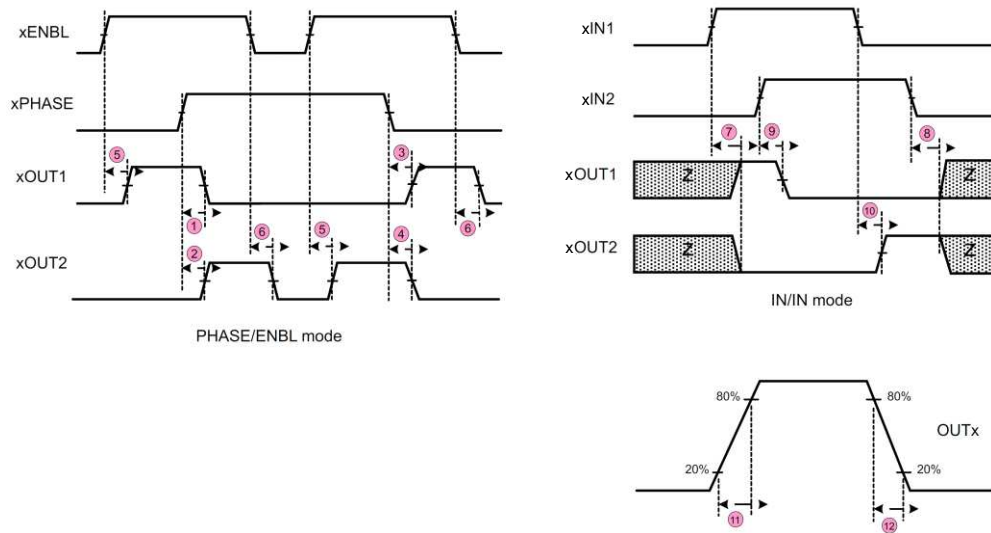 xENBL
xPHASE
5
3
xOUT1
1
6
6
5
4
2
xOUT2
PHASE/ENBL mode
xIN1
xIN2
7
9
8
xOUT1
Z
Z
10
xOUT2
Z
Z
IN/IN mode
80%
80%
OUTx
20%
20%
11
12